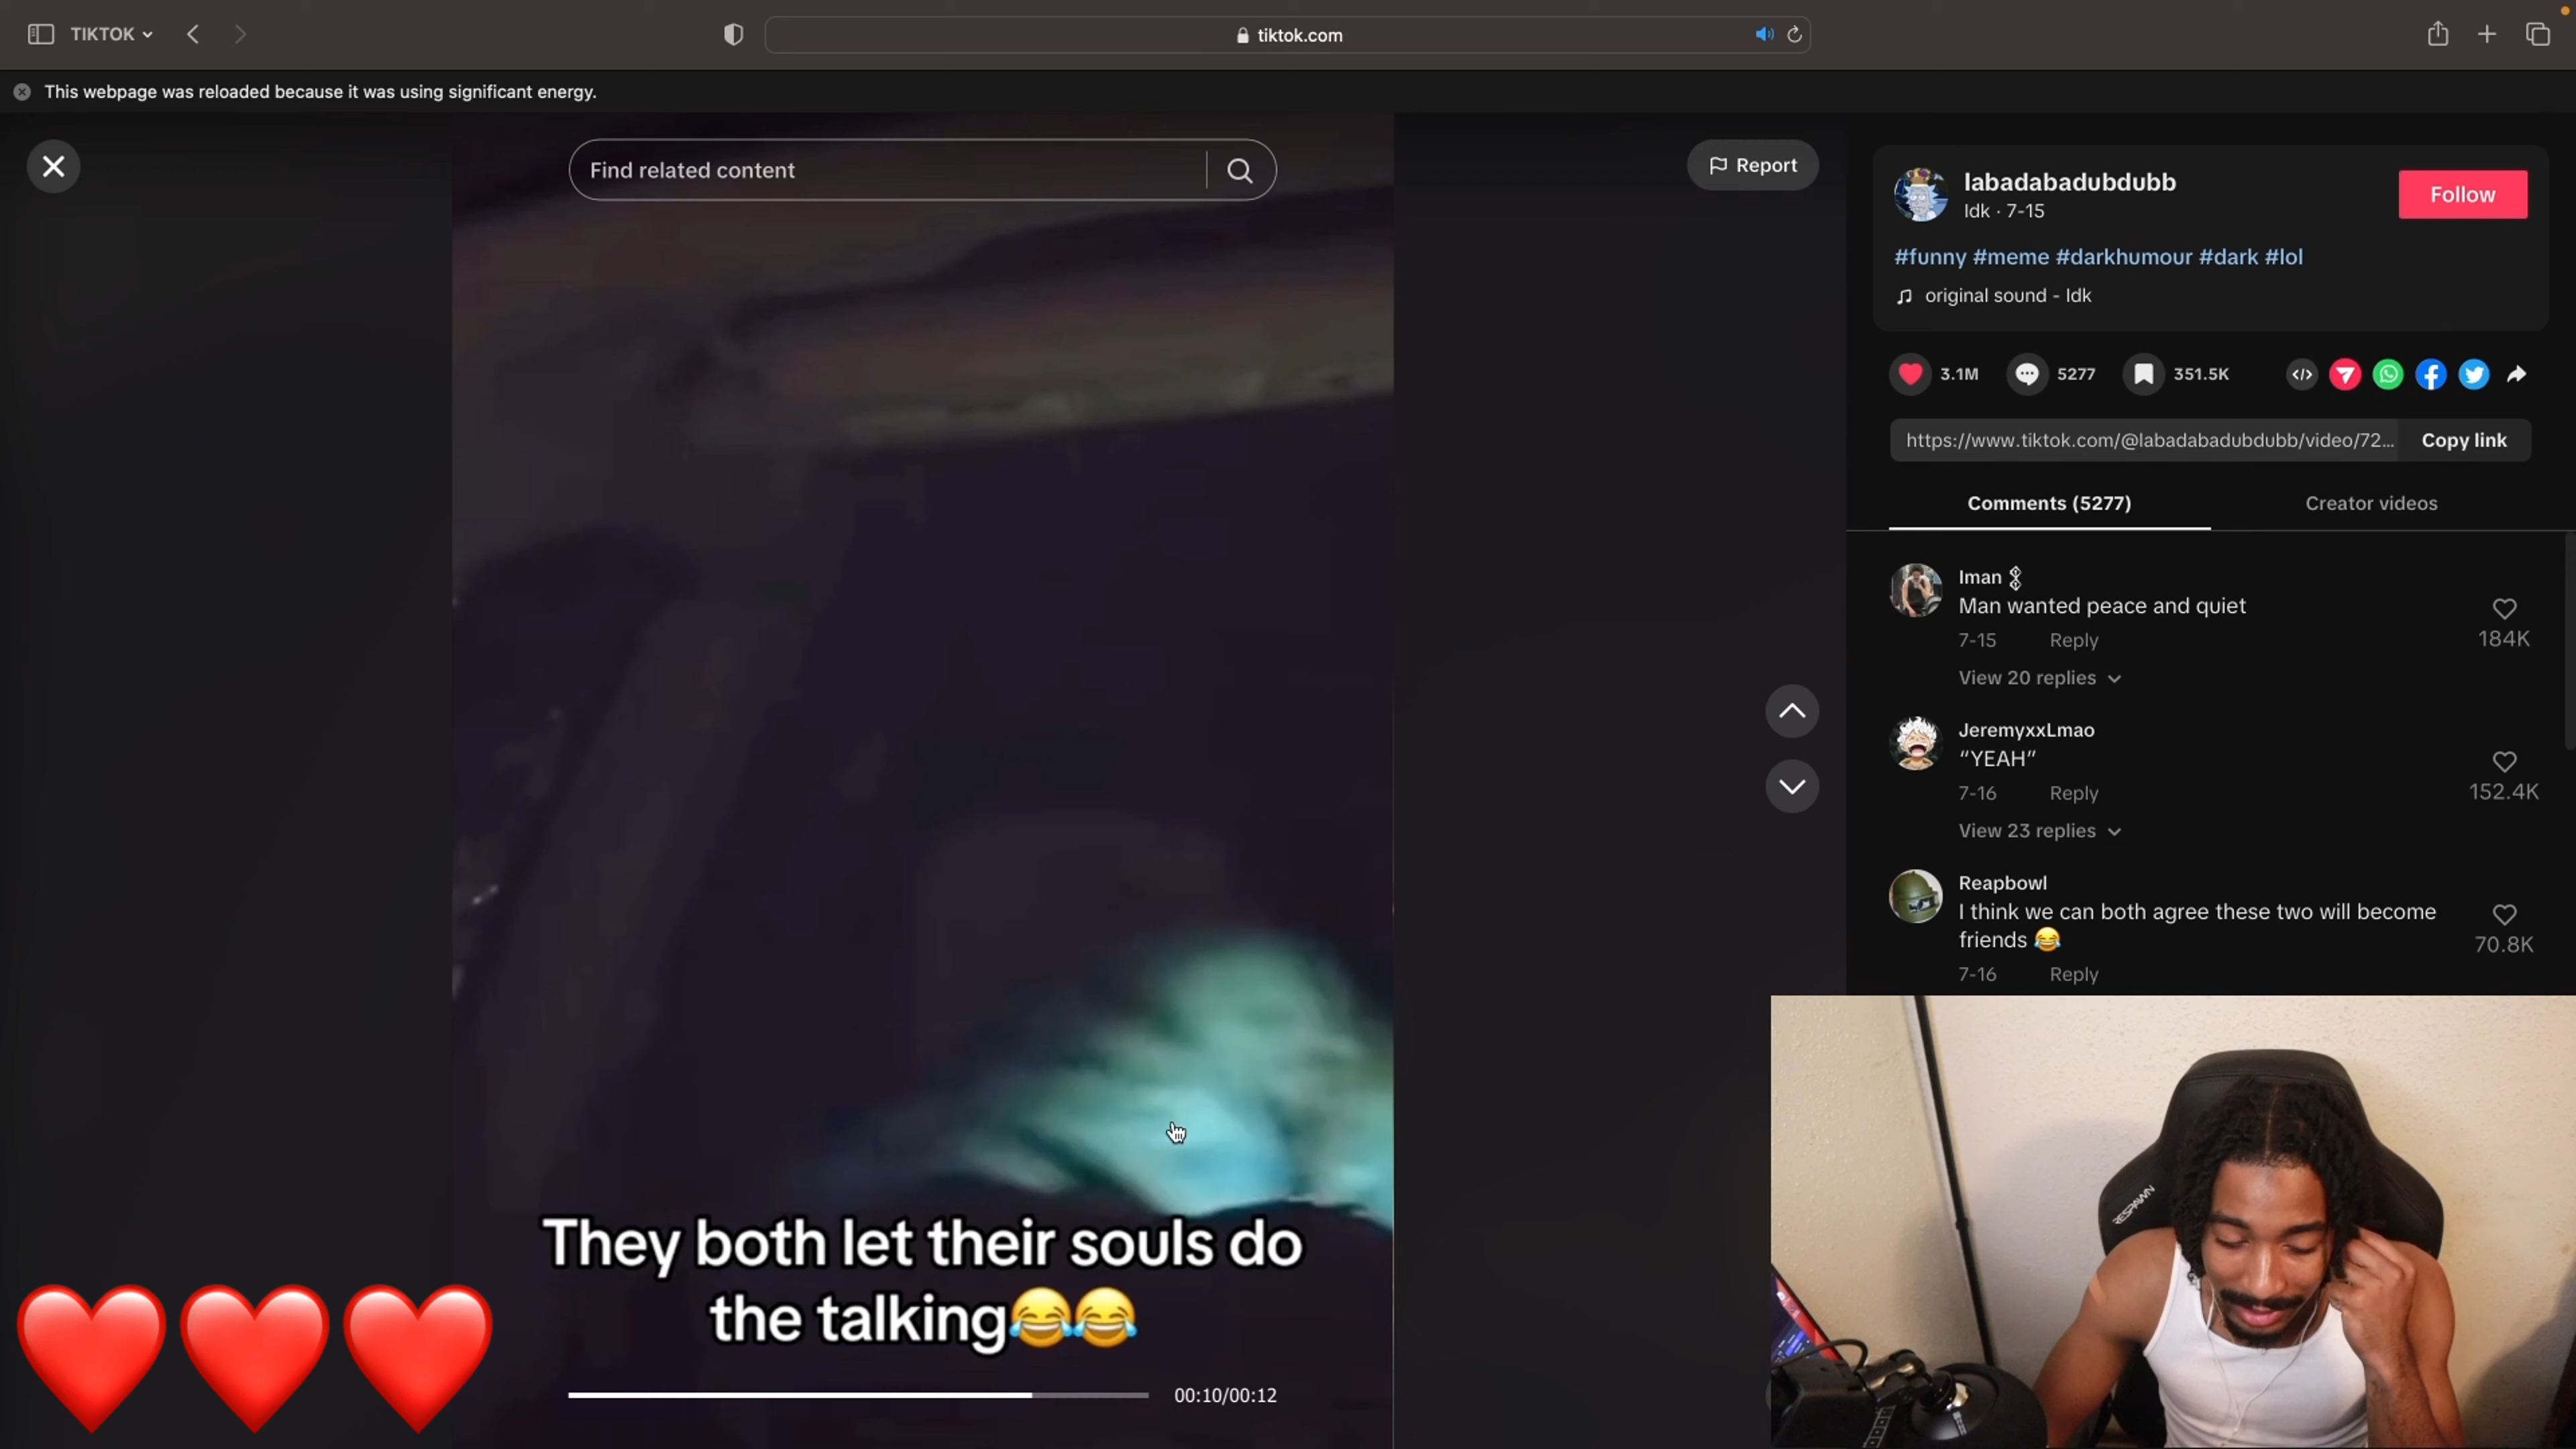 TIKTOK
tiktok.com
This webpage was reloaded because it was using significant energy.
Find related content
Report
labadabadubdubb
Idk · 7-15
Follow
#funny #meme #darkhumour #dark #lol
original sound - Idk
3.1M
5277
351.5K
https://www.tiktok.com/@labadabadubdubb/video/72...
Copy link
Comments (5277)
Creator videos
Iman
Man wanted peace and quiet
184K
7-15 Reply
View 20 replies
JeremyxxLmao
“YEAH”
152.4K
7-16 Reply
View 23 replies
Reapbowl
I think we can both agree these two will become
friends 😂
70.8K
7-16 Reply
They both let their souls do
the talking😂😂
00:10/00:12
RESPAWN